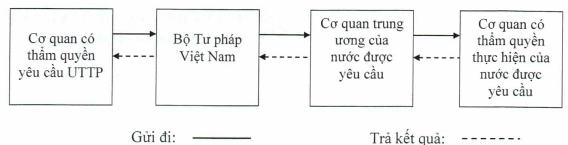 Cơ quan có
thẩm quyền
yêu cầu UTTP
Bộ Tư pháp
Việt Nam
Cơ quan trung
ương của
nước được
yêu cầu
Cơ quan có
thẩm quyền
thực hiện của
nước được
yêu cầu
Gửi đi:
Trả kết quả: